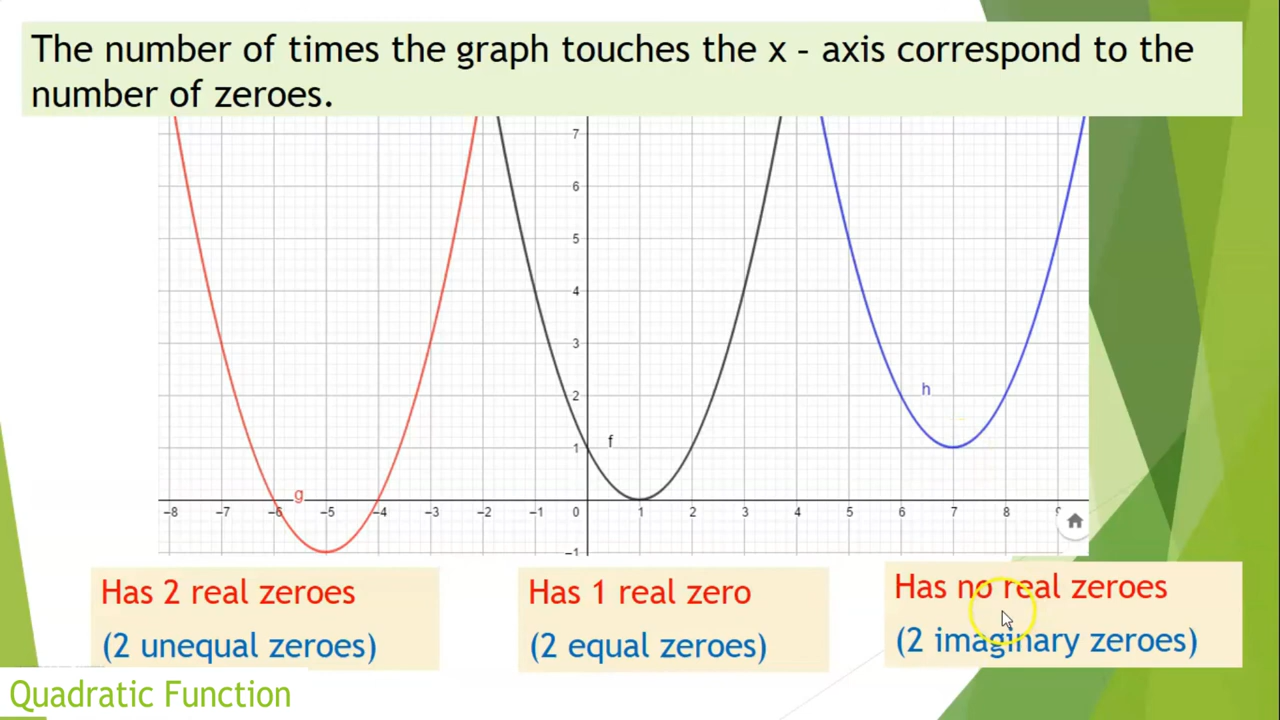 The number of times the graph touches the x – axis correspond to the
number of zeroes.
7
6
5
4
3
2
1
-1
h
f
g
-8 -7 -6 -5 -4 -3 -2 -1 0 1 2 3 4 5 6 7 8 9
Has 2 real zeroes
(2 unequal zeroes)
Has 1 real zero
(2 equal zeroes)
Has no real zeroes
(2 imaginary zeroes)
Quadratic Function